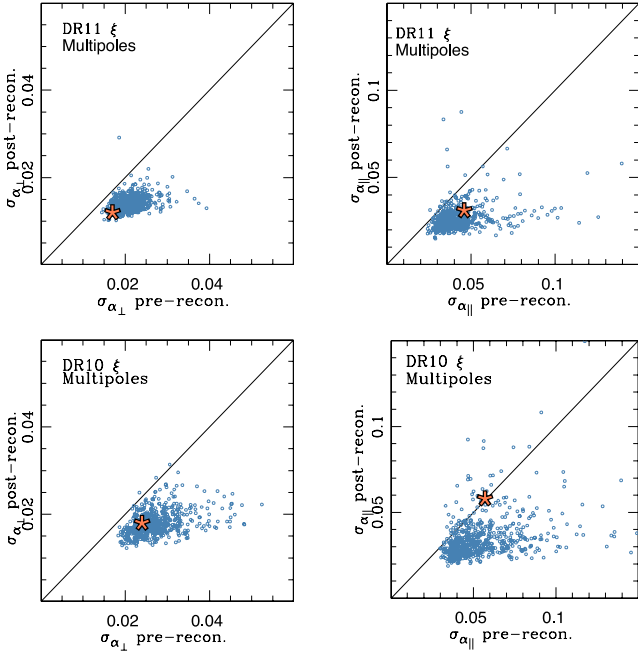 DR11 ξ
Multipoles
σα⊥ post-recon.
0.02
0.04
0.02
0.04
σα⊥ pre-recon.
DR11 ξ
Multipoles
σα|| post-recon.
0.05
0.1
0.05
0.1
σα|| pre-recon.
DR10 ξ
Multipoles
σα⊥ post-recon.
0.02
0.04
0.02
0.04
σα⊥ pre-recon.
DR10 ξ
Multipoles
σα|| post-recon.
0.05
0.1
0.05
0.1
σα|| pre-recon.